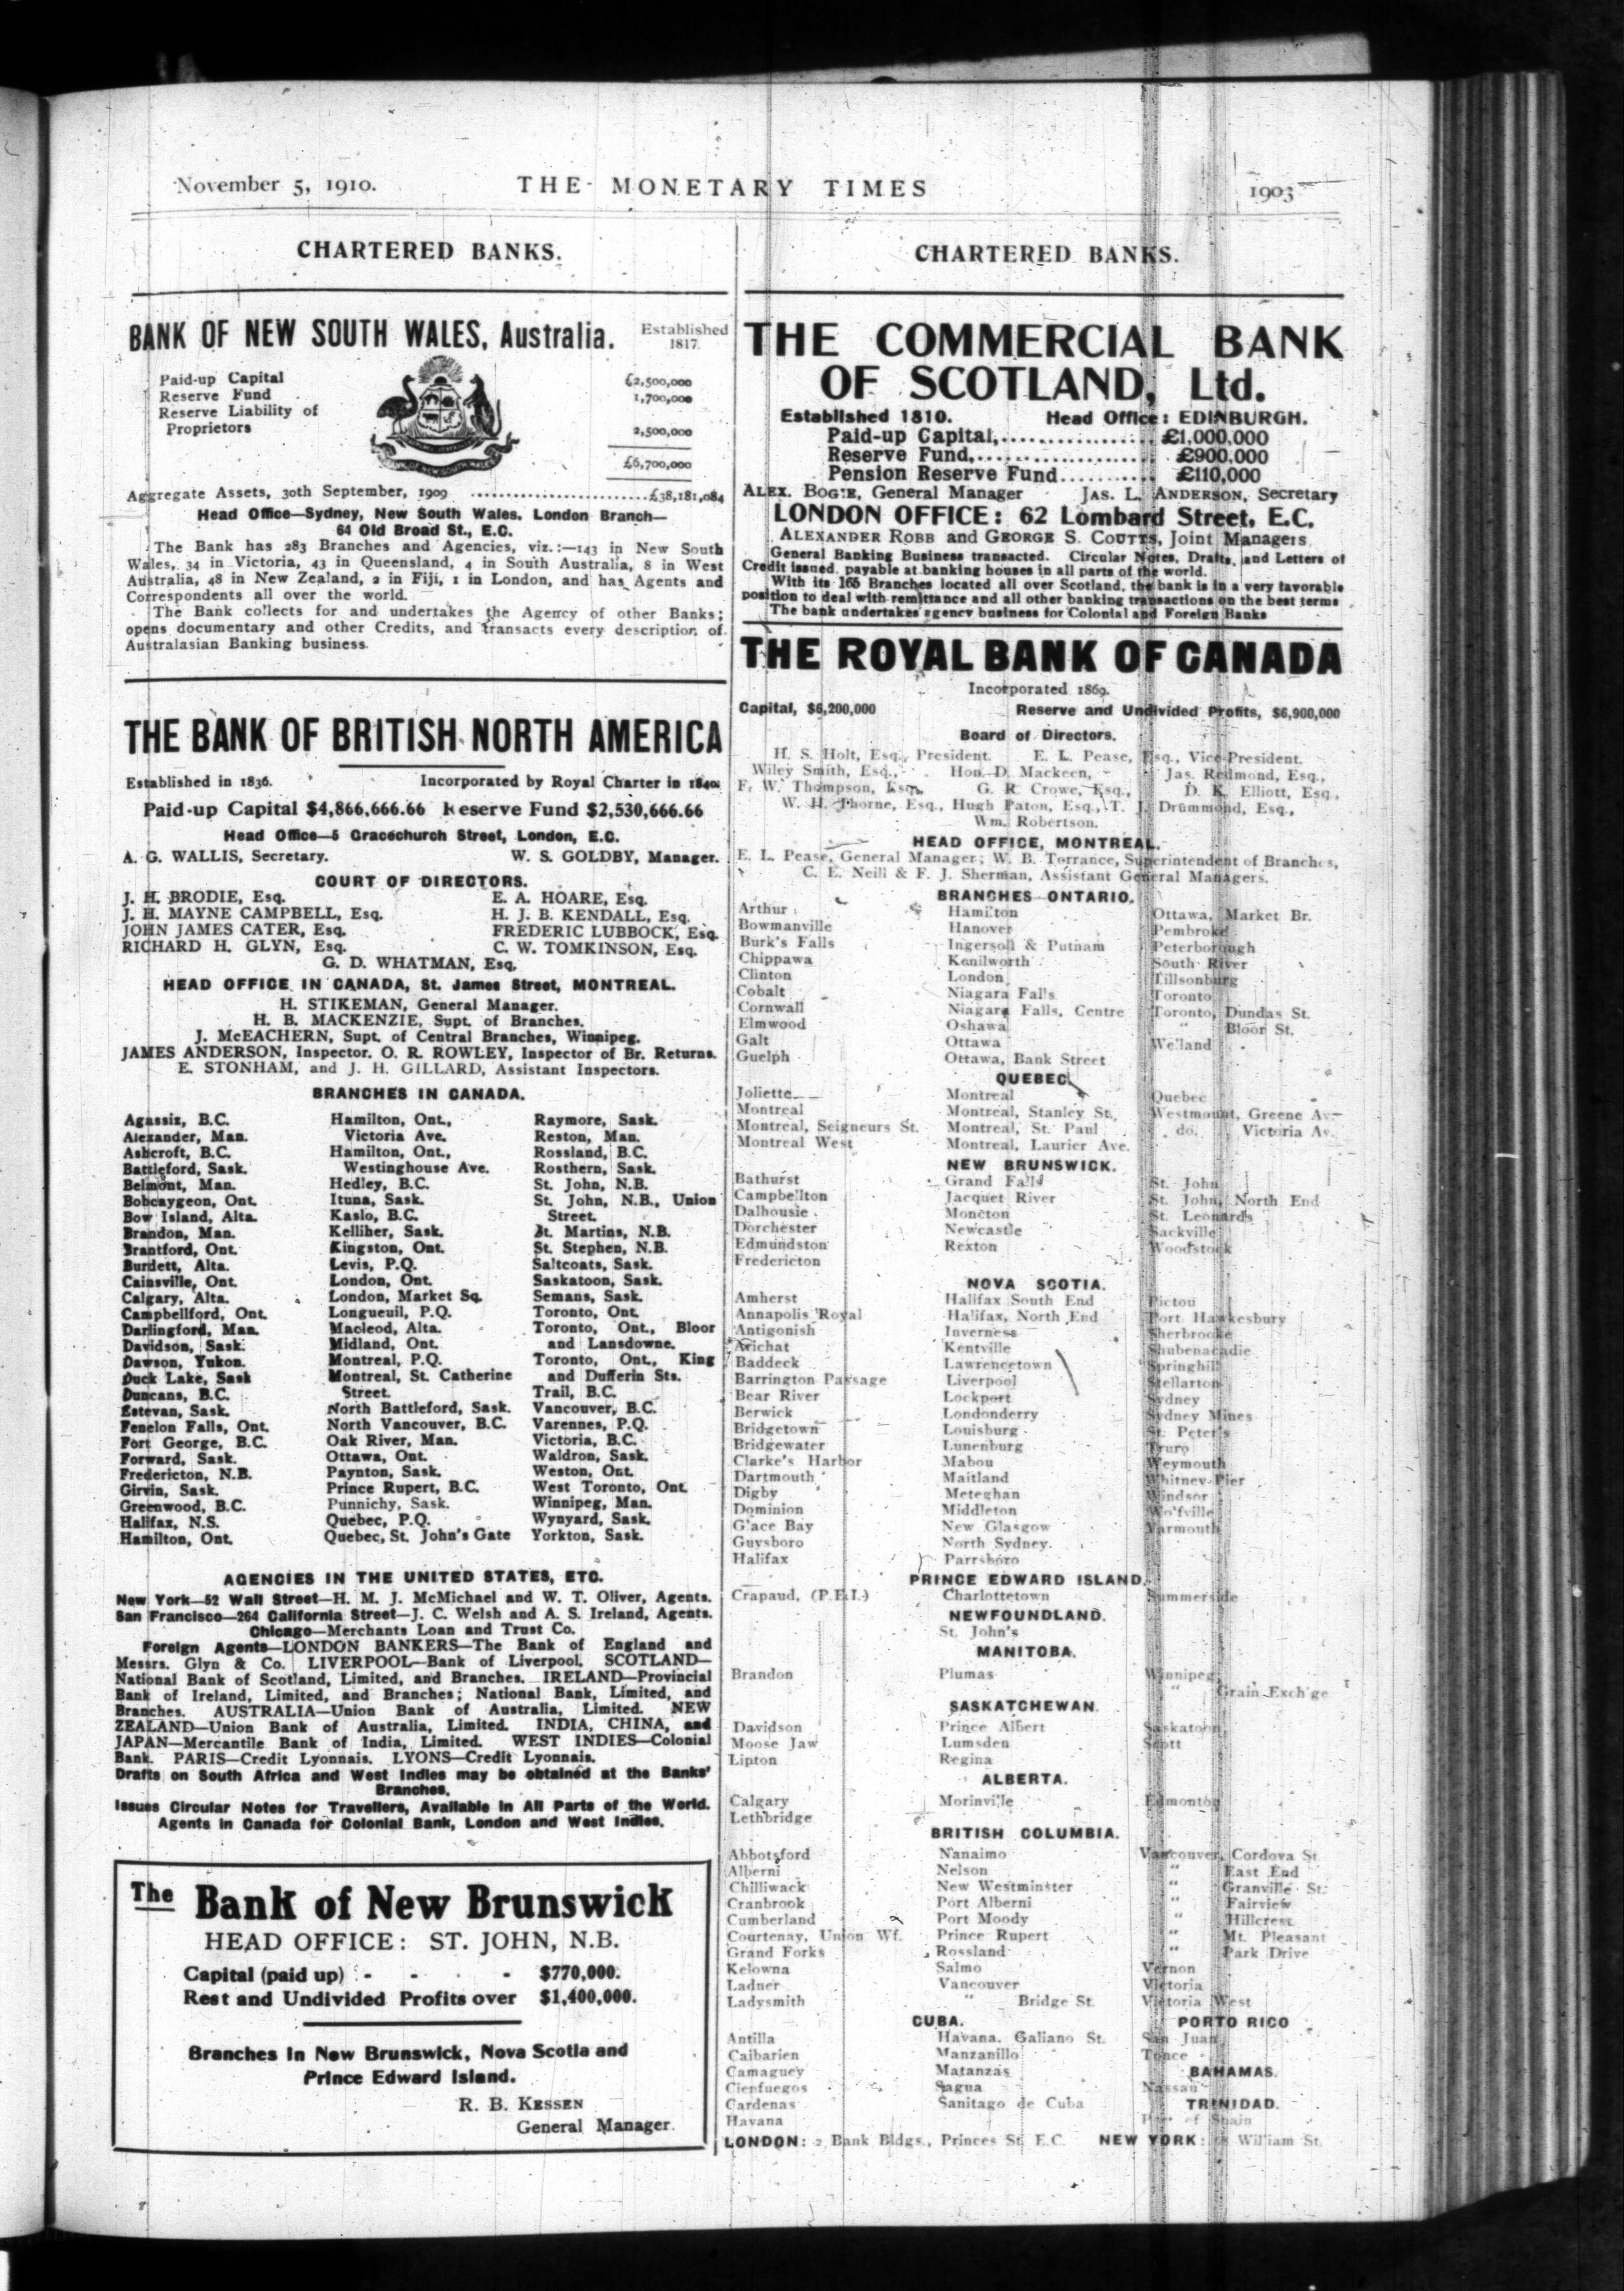 November 5, 1910.
THE MONETARY TIMES
1903
CHARTERED BANKS.
BANK OF NEW SOUTH WALES, Australia.
Established
1817.
Paid-up Capital £2,500,000
Reserve Fund 1,700,000
Reserve Liability of
Proprietors 2,500,000
£6,700,000
Aggregate Assets, 30th September, 1909 ........................£38,181,084
Head Office—Sydney, New South Wales. London Branch—
64 Old Broad St., E.C.
The Bank has 283 Branches and Agencies, viz.:—143 in New South
Wales, 34 in Victoria, 43 in Queensland, 4 in South Australia, 8 in West
Australia, 48 in New Zealand, 2 in Fiji, 1 in London, and has Agents and
Correspondents all over the world.
The Bank collects for and undertakes the Agency of other Banks;
opens documentary and other Credits, and transacts every description of
Australasian Banking business.
THE BANK OF BRITISH NORTH AMERICA
Established in 1836. Incorporated by Royal Charter in 1840.
Paid-up Capital $4,866,666.66 Reserve Fund $2,530,666.66
Head Office—5 Gracechurch Street, London, E.C.
A. G. WALLIS, Secretary. W. S. GOLDBY, Manager.
COURT OF DIRECTORS.
J. H. BRODIE, Esq. E. A. HOARE, Esq.
J. H. MAYNE CAMPBELL, Esq. H. J. B. KENDALL, Esq.
JOHN JAMES CATER, Esq. FREDERIC LUBBOCK, Esq.
RICHARD H. GLYN, Esq. C. W. TOMKINSON, Esq.
G. D. WHATMAN, Esq.
HEAD OFFICE IN CANADA, St. James Street, MONTREAL.
H. STIKEMAN, General Manager.
H. B. MACKENZIE, Supt. of Branches.
J. McEACHERN, Supt. of Central Branches, Winnipeg.
JAMES ANDERSON, Inspector. O. R. ROWLEY, Inspector of Br. Returns.
E. STONHAM, and J. H. GILLARD, Assistant Inspectors.
BRANCHES IN CANADA.
Agassiz, B.C.
Alexander, Man.
Ashcroft, B.C.
Battleford, Sask.
Belmont, Man.
Bobcaygeon, Ont.
Bow Island, Alta.
Brandon, Man.
Brantford, Ont.
Burdett, Alta.
Cainsville, Ont.
Calgary, Alta.
Campbellford, Ont.
Darlingford, Man.
Davidson, Sask.
Dawson, Yukon.
Duck Lake, Sask
Duncans, B.C.
Estevan, Sask.
Fenelon Falls, Ont.
Fort George, B.C.
Forward, Sask.
Fredericton, N.B.
Girvin, Sask.
Greenwood, B.C.
Halifax, N.S.
Hamilton, Ont.
Hamilton, Ont.,
Victoria Ave.
Hamilton, Ont.,
Westinghouse Ave.
Hedley, B.C.
Ituna, Sask.
Kaslo, B.C.
Kelliher, Sask.
Kingston, Ont.
Levis, P.Q.
London, Ont.
London, Market Sq.
Longueuil, P.Q.
Macleod, Alta.
Midland, Ont.
Montreal, P.Q.
Montreal, St. Catherine
Street.
North Battleford, Sask.
North Vancouver, B.C.
Oak River, Man.
Ottawa, Ont.
Paynton, Sask.
Prince Rupert, B.C.
Punnichy, Sask.
Quebec, P.Q.
Quebec, St. John's Gate
Raymore, Sask.
Reston, Man.
Rossland, B.C.
Rosthern, Sask.
St. John, N.B.
St. John, N.B., Union
Street.
St. Martins, N.B.
St. Stephen, N.B.
Saltcoats, Sask.
Saskatoon, Sask.
Semans, Sask.
Toronto, Ont.
Toronto, Ont., Bloor
and Lansdowne.
Toronto, Ont., King
and Dufferin Sts.
Trail, B.C.
Vancouver, B.C.
Varennes, P.Q.
Victoria, B.C.
Waldron, Sask.
Weston, Ont.
West Toronto, Ont.
Winnipeg, Man.
Wynyard, Sask.
Yorkton, Sask.
AGENCIES IN THE UNITED STATES, ETC.
New York—52 Wall Street—H. M. J. McMichael and W. T. Oliver, Agents.
San Francisco—264 California Street—J. C. Welsh and A. S. Ireland, Agents.
Chicago—Merchants Loan and Trust Co.
Foreign Agents—LONDON BANKERS—The Bank of England and
Messrs. Glyn & Co. LIVERPOOL—Bank of Liverpool. SCOTLAND—
National Bank of Scotland, Limited, and Branches. IRELAND—Provincial
Bank of Ireland, Limited, and Branches; National Bank, Limited, and
Branches. AUSTRALIA—Union Bank of Australia, Limited. NEW
ZEALAND—Union Bank of Australia, Limited. INDIA, CHINA, and
JAPAN—Mercantile Bank of India, Limited. WEST INDIES—Colonial
Bank. PARIS—Credit Lyonnais. LYONS—Credit Lyonnais.
Drafts on South Africa and West Indies may be obtained at the Banks'
Branches.
Issues Circular Notes for Travellers, Available in All Parts of the World.
Agents in Canada for Colonial Bank, London and West Indies.
The Bank of New Brunswick
HEAD OFFICE: ST. JOHN, N.B.
Capital (paid up) - - - - $770,000.
Rest and Undivided Profits over $1,400,000.
Branches in New Brunswick, Nova Scotia and
Prince Edward Island.
R. B. KESSEN
General Manager.
CHARTERED BANKS.
THE COMMERCIAL BANK
OF SCOTLAND, Ltd.
Established 1810. Head Office: EDINBURGH.
Paid-up Capital,................ £1,000,000
Reserve Fund,.................. £900,000
Pension Reserve Fund.......... £110,000
ALEX. BOGIE, General Manager JAS. L. ANDERSON, Secretary
LONDON OFFICE: 62 Lombard Street, E.C.
ALEXANDER ROBB and GEORGE S. COUTTS, Joint Managers
General Banking Business transacted. Circular Notes, Drafts, and Letters of
Credit issued, payable at banking houses in all parts of the world.
With its 165 Branches located all over Scotland, the bank is in a very favorable
position to deal with remittance and all other banking transactions on the best terms
The bank undertakes agency business for Colonial and Foreign Banks
THE ROYAL BANK OF CANADA
Incorporated 1869.
Capital, $6,200,000 Reserve and Undivided Profits, $6,900,000
Board of Directors.
H. S. Holt, Esq., President. E. L. Pease, Esq., Vice-President.
Wiley Smith, Esq., Hon. D. Mackeen, Jas. Redmond, Esq.,
F. W. Thompson, Esq. G. R. Crowe, Esq., D. K. Elliott, Esq.,
W. H. Thorne, Esq., Hugh Paton, Esq., T. J. Drummond, Esq.,
Wm. Robertson.
HEAD OFFICE, MONTREAL.
E. L. Pease, General Manager; W. B. Torrance, Superintendent of Branches,
C. E. Neill & F. J. Sherman, Assistant General Managers.
BRANCHES—ONTARIO.
Arthur
Bowmanville
Burk's Falls
Chippawa
Clinton
Cobalt
Cornwall
Elmwood
Galt
Guelph
Hamilton
Hanover
Ingersoll & Putnam
Kenilworth
London
Niagara Falls
Niagara Falls, Centre
Oshawa
Ottawa
Ottawa, Bank Street
Ottawa, Market Br.
Pembroke
Peterborough
South River
Tillsonburg
Toronto
Toronto, Dundas St.
" Bloor St.
Welland
QUEBEC.
Joliette
Montreal
Montreal, Seigneurs St.
Montreal West
Montreal
Montreal, Stanley St.
Montreal, St. Paul
Montreal, Laurier Ave.
Quebec
Westmount, Greene Av.
do. Victoria Av.
NEW BRUNSWICK.
Bathurst
Campbellton
Dalhousie
Dorchester
Edmundston
Fredericton
Grand Falls
Jacquet River
Moncton
Newcastle
Rexton
St. John
St. John, North End
St. Leonards
Sackville
Woodstock
NOVA SCOTIA.
Amherst
Annapolis Royal
Antigonish
Arichat
Baddeck
Barrington Passage
Bear River
Berwick
Bridgetown
Bridgewater
Clarke's Harbor
Dartmouth
Digby
Dominion
Glace Bay
Guysboro
Halifax
Halifax South End
Halifax, North End
Inverness
Kentville
Lawrencetown
Liverpool
Lockport
Londonderry
Louisburg
Lunenburg
Mabou
Maitland
Meteghan
Middleton
New Glasgow
North Sydney.
Parrsboro
Pictou
Port Hawkesbury
Sherbrooke
Shubenacadie
Springhill
Stellarton
Sydney
Sydney Mines
St. Peter's
Truro
Weymouth
Whitney Pier
Windsor
Wolfville
Yarmouth
PRINCE EDWARD ISLAND.
Crapaud, (P.E.I.) Charlottetown Summerside
NEWFOUNDLAND.
St. John's
MANITOBA.
Brandon Plumas Winnipeg
" Grain Exch'ge
SASKATCHEWAN.
Davidson Prince Albert Saskatoon
Moose Jaw Lumsden Scott
Lipton Regina
ALBERTA.
Calgary Morinville Edmonton
Lethbridge
BRITISH COLUMBIA.
Abbotsford
Alberni
Chilliwack
Cranbrook
Cumberland
Courtenay, Union Wf.
Grand Forks
Kelowna
Ladner
Ladysmith
Nanaimo
Nelson
New Westminster
Port Alberni
Port Moody
Prince Rupert
Rossland
Salmo
Vancouver
" Bridge St.
Vancouver, Cordova St
" East End
" Granville St.
" Fairview
" Hillcrest
" Mt. Pleasant
" Park Drive
Vernon
Victoria
Victoria West
CUBA.
Antilla
Caibarien
Camaguey
Cienfuegos
Cardenas
Havana
Havana, Galiano St.
Manzanillo
Matanzas
Sagua
Sanitago de Cuba
PORTO RICO
San Juan
Ponce
BAHAMAS.
Nassau
TRINIDAD.
Port of Spain
LONDON: 2 Bank Bldgs., Princes St. E.C. NEW YORK: William St.